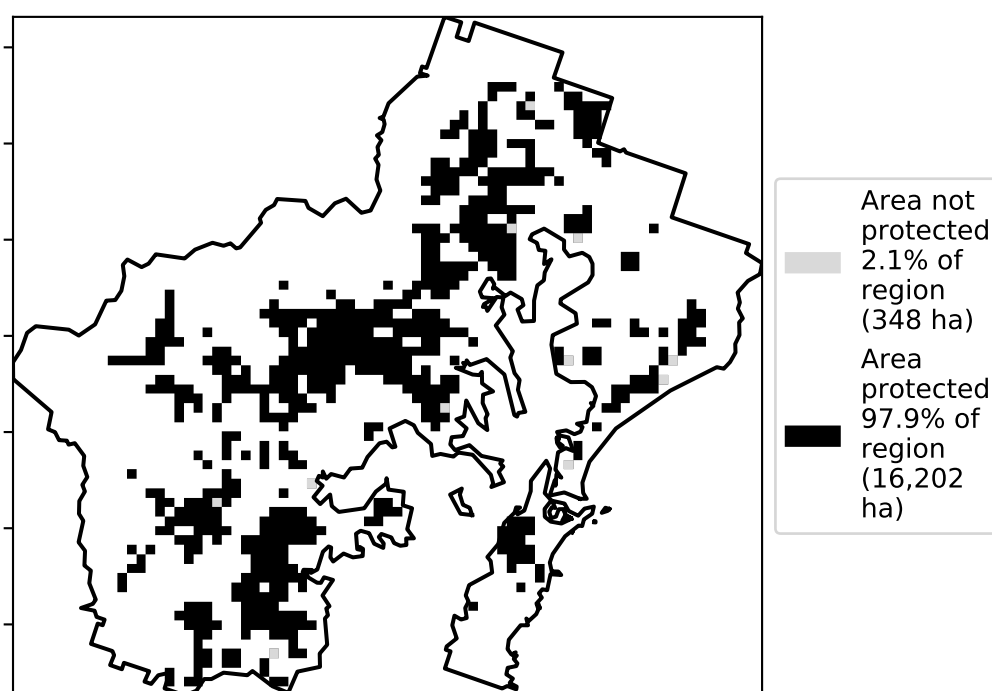 Area not
protected
2.1% of
region
(348 ha)
Area
protected
97.9% of
region
(16,202
ha)